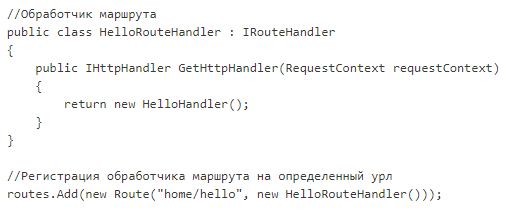 //Обработчик маршрута
public class HelloRouteHandler : IRouteHandler
{
    public IHttpHandler GetHttpHandler(RequestContext requestContext)
    {
        return new HelloHandler();
    }
}

//Регистрация обработчика маршрута на определенный урл
routes.Add(new Route("home/hello", new HelloRouteHandler()));